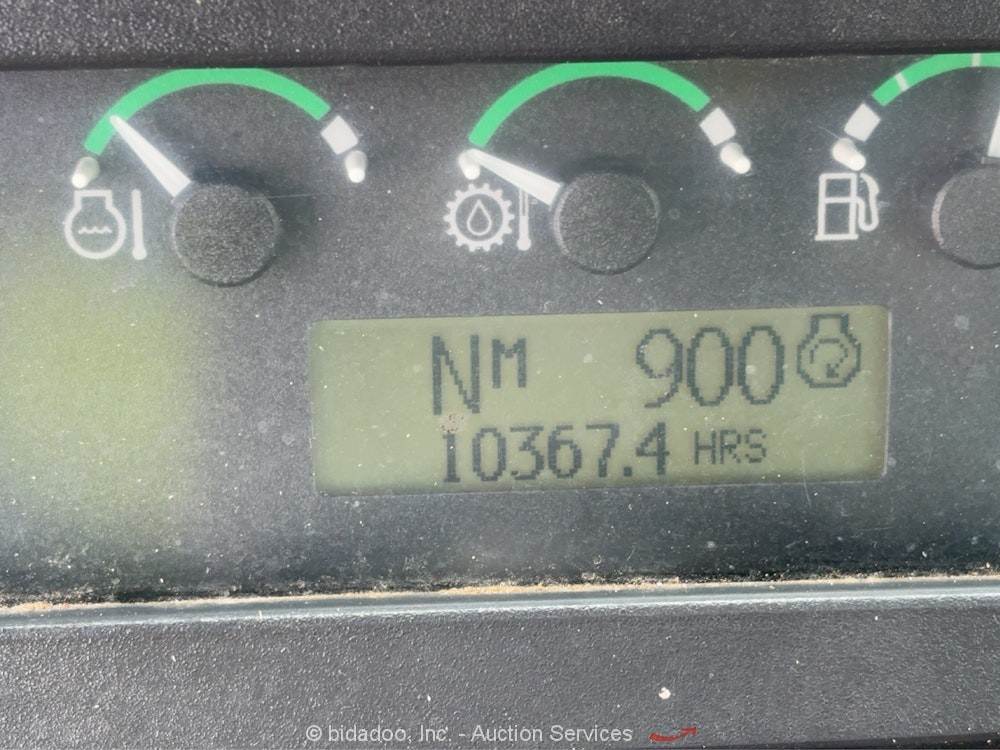 Nᴹ 900
10367.4 HRS
© bidadoo, Inc. - Auction Services